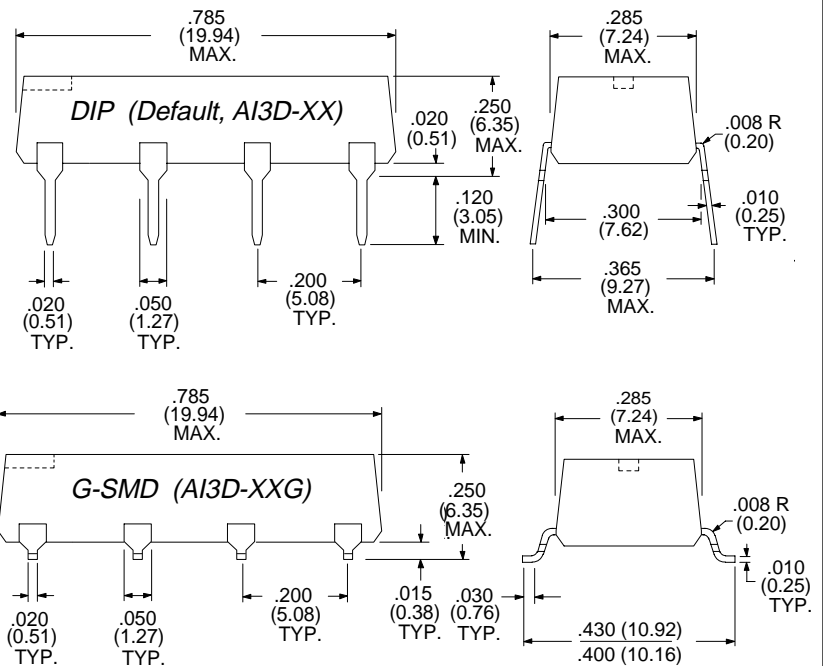 .785
(19.94)
MAX.
DIP (Default, AI3D-XX)
.020
(0.51)
.250
(6.35)
MAX.
.120
(3.05)
MIN.
.020
(0.51)
TYP.
.050
(1.27)
TYP.
.200
(5.08)
TYP.
.285
(7.24)
MAX.
.008 R
(0.20)
.010
(0.25)
TYP.
.300
(7.62)
.365
(9.27)
MAX.
.785
(19.94)
MAX.
G-SMD (AI3D-XXG)
.250
(6.35)
MAX.
.020
(0.51)
TYP.
.050
(1.27)
TYP.
.200
(5.08)
TYP.
.015
(0.38)
TYP.
.285
(7.24)
MAX.
.008 R
(0.20)
.010
(0.25)
TYP.
.030
(0.76)
TYP.
.430 (10.92)
.400 (10.16)